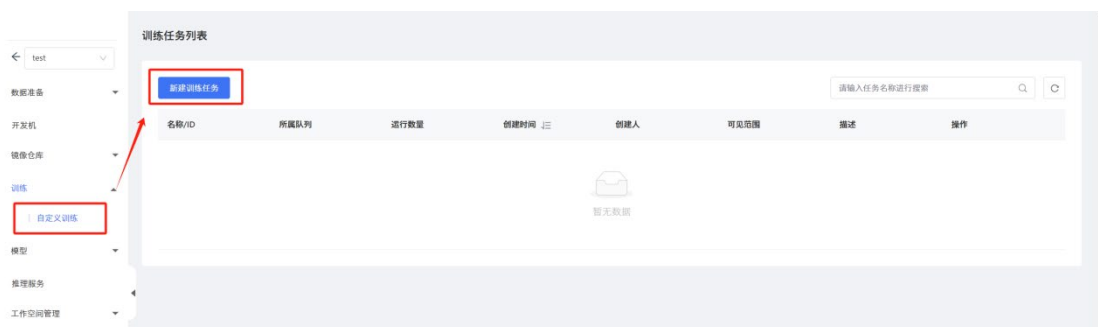 训练任务列表
test
数据准备
开发机
镜像仓库
训练
自定义训练
模型
推理服务
工作空间管理
新建训练任务
请输入任务名称进行搜索
名称/ID 所属队列 运行数量 创建时间 创建人 可见范围 描述 操作
暂无数据